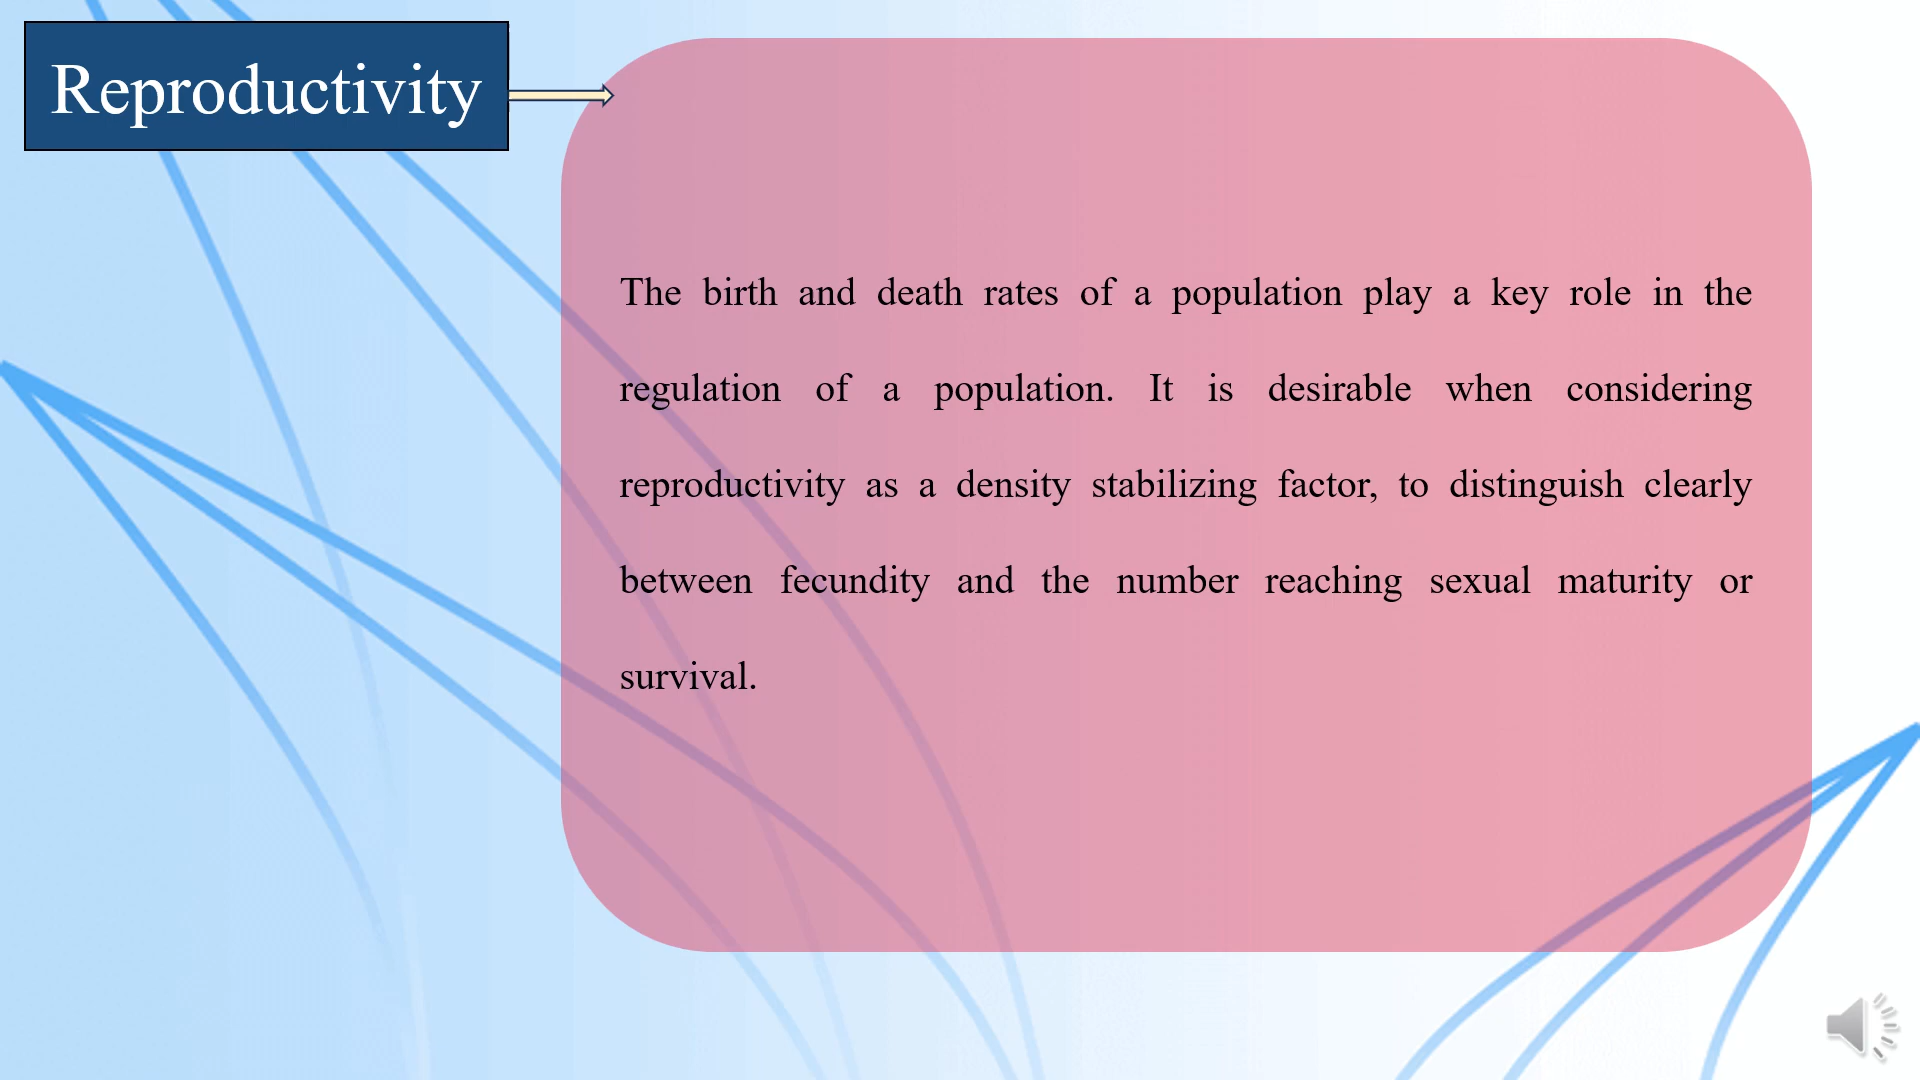 Reproductivity
The birth and death rates of a population play a key role in the
regulation of a population. It is desirable when considering
reproductivity as a density stabilizing factor, to distinguish clearly
between fecundity and the number reaching sexual maturity or
survival.